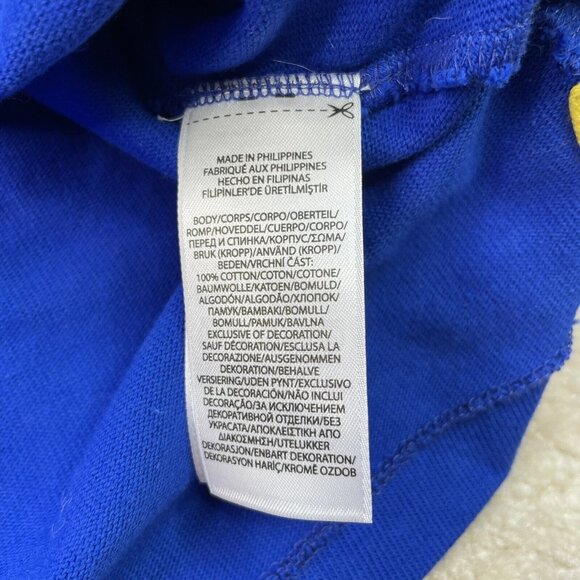 MADE IN PHILIPPINES
FABRIQUÉ AUX PHILIPPINES
HECHO EN FILIPINAS
FİLİPİNLER'DE ÜRETİLMİŞTİR
BODY/CORPS/CORPO/OBERTEIL/
ROMP/HOVEDDEL/CUERPO/CORPO/
ПЕРЕД И СПИНКА/КОРПУС/ΣΩΜΑ/
BRUK (KROPP)/ANVÄND (KROPP)/
BEDEN/VRCHNÍ ČÁST:
100% COTTON/COTON/COTONE/
BAUMWOLLE/KATOEN/BOMULD/
ALGODÓN/ALGODÃO/ХЛОПОК/
ПАМУК/ΒΑΜΒΑΚΙ/BOMULL/
BOMULL/PAMUK/BAVLNA
EXCLUSIVE OF DECORATION/
SAUF DÉCORATION/ESCLUSA LA
DECORAZIONE/AUSGENOMMEN
DEKORATION/BEHALVE
VERSIERING/UDEN PYNT/EXCLUSIVO
DE LA DECORACIÓN/NÃO INCLUI
DECORAÇÃO/ЗА ИСКЛЮЧЕНИЕМ
ДЕКОРАТИВНОЙ ОТДЕЛКИ/БЕЗ
УКРАСАТА/ΑΠΟΚΛΕΙΣΤΙΚΗ ΑΠΟ
ΔΙΑΚΟΣΜΗΣΗ/UTELUKKER
DEKORASJON/ENBART DEKORATION/
DEKORASYON HARİÇ/KROMĚ OZDOB